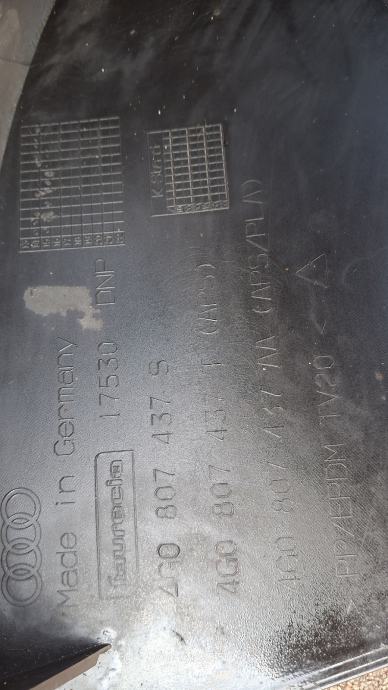 Made in Germany
17530 DNP
faurecia
4G0 807 437 S
4G0 807 437 T (APS)
4G0 807 437 AA (APS/PLA)
>PP/EPDM TV20<